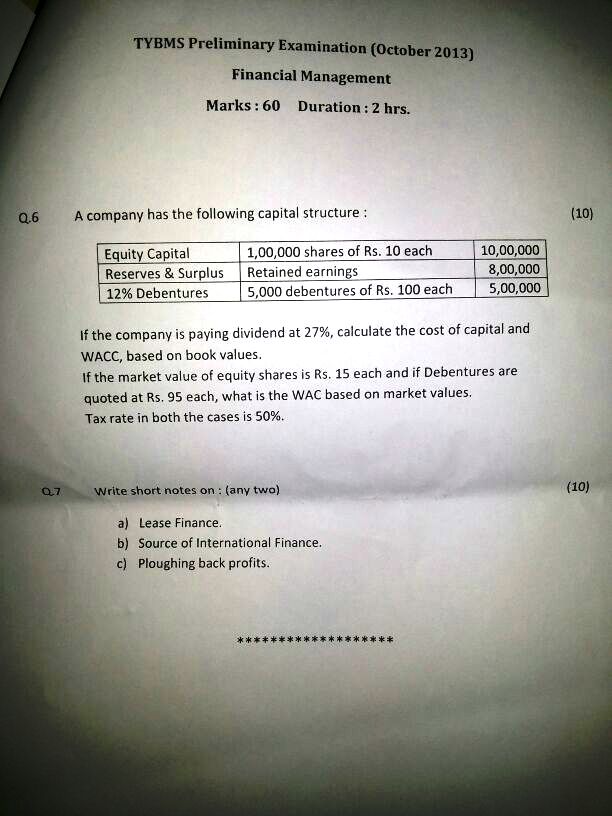 TYBMS Preliminary Examination (October 2013)
Financial Management
Marks : 60 Duration : 2 hrs.
Q.6 A company has the following capital structure : (10)
Equity Capital 1,00,000 shares of Rs. 10 each 10,00,000
Reserves & Surplus Retained earnings 8,00,000
12% Debentures 5,000 debentures of Rs. 100 each 5,00,000
If the company is paying dividend at 27%, calculate the cost of capital and
WACC, based on book values.
If the market value of equity shares is Rs. 15 each and if Debentures are
quoted at Rs. 95 each, what is the WAC based on market values.
Tax rate in both the cases is 50%.
Q.7 Write short notes on : (any two) (10)
a) Lease Finance.
b) Source of International Finance.
c) Ploughing back profits.
*******************